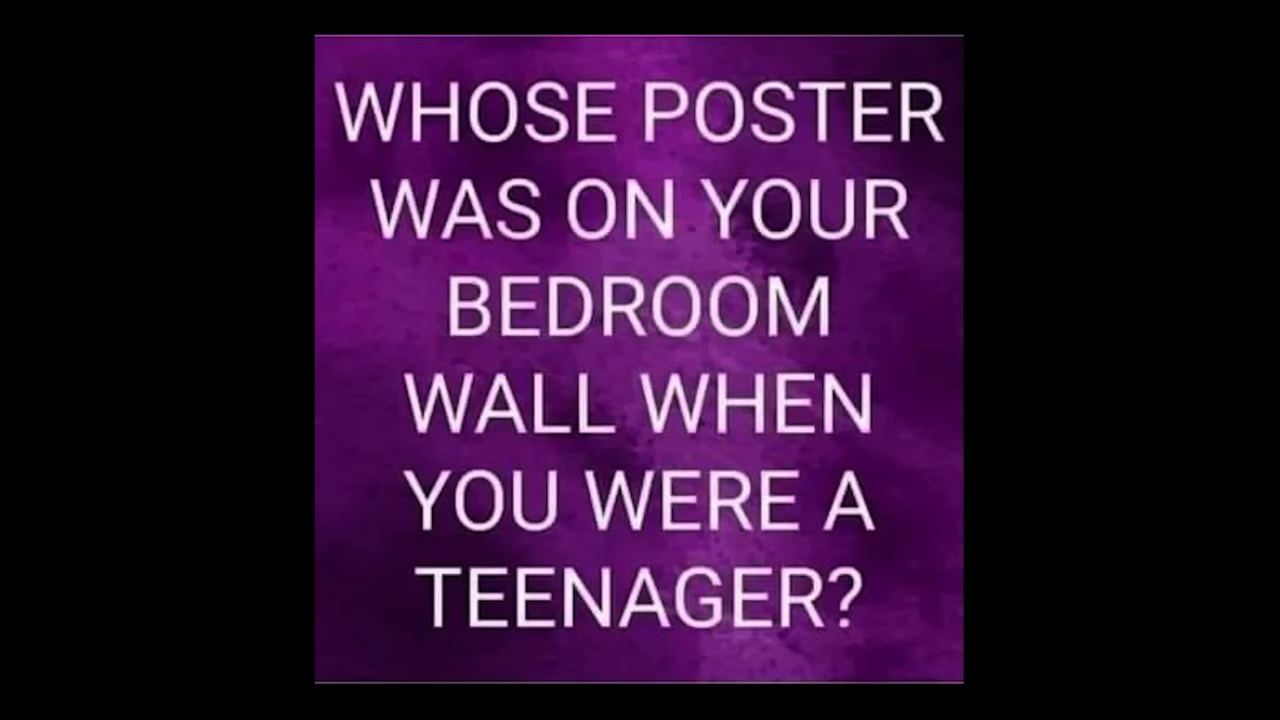 WHOSE POSTER
WAS ON YOUR
BEDROOM
WALL WHEN
YOU WERE A
TEENAGER?